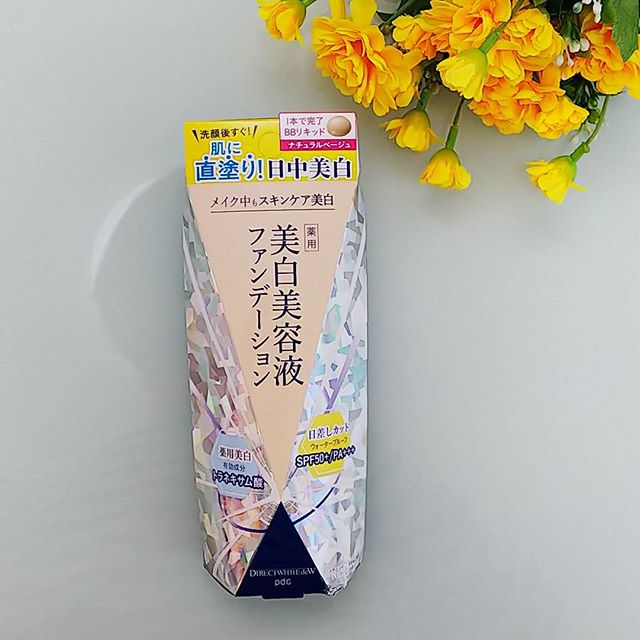 洗顔後すぐ!
肌に
直塗り!日中美白
1本で完了
BBリキッド
ナチュラルベージュ
メイク中もスキンケア美白
薬用
美白美容液
ファンデーション
薬用美白
有効成分
トラネキサム酸
日差しカット
ウォータープルーフ
SPF50+/PA+++
DIRECTWHITE deW
pdc